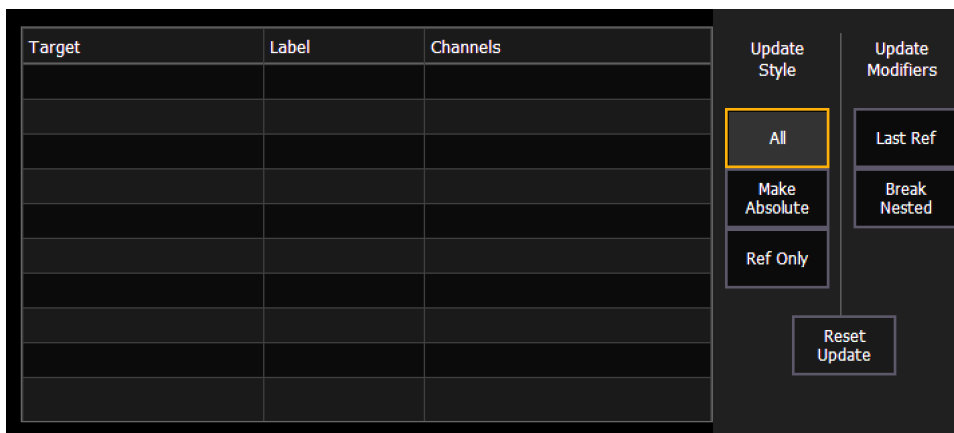 Target Label Channels
Update
Style
Update
Modifiers
All
Last Ref
Make
Absolute
Break
Nested
Ref Only
Reset
Update